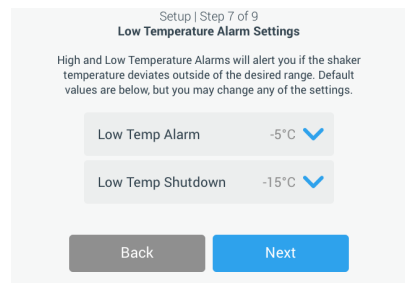 Setup | Step 7 of 9
Low Temperature Alarm Settings
High and Low Temperature Alarms will alert you if the shaker
temperature deviates outside of the desired range. Default
values are below, but you may change any of the settings.
Low Temp Alarm -5°C
Low Temp Shutdown -15°C
Back Next